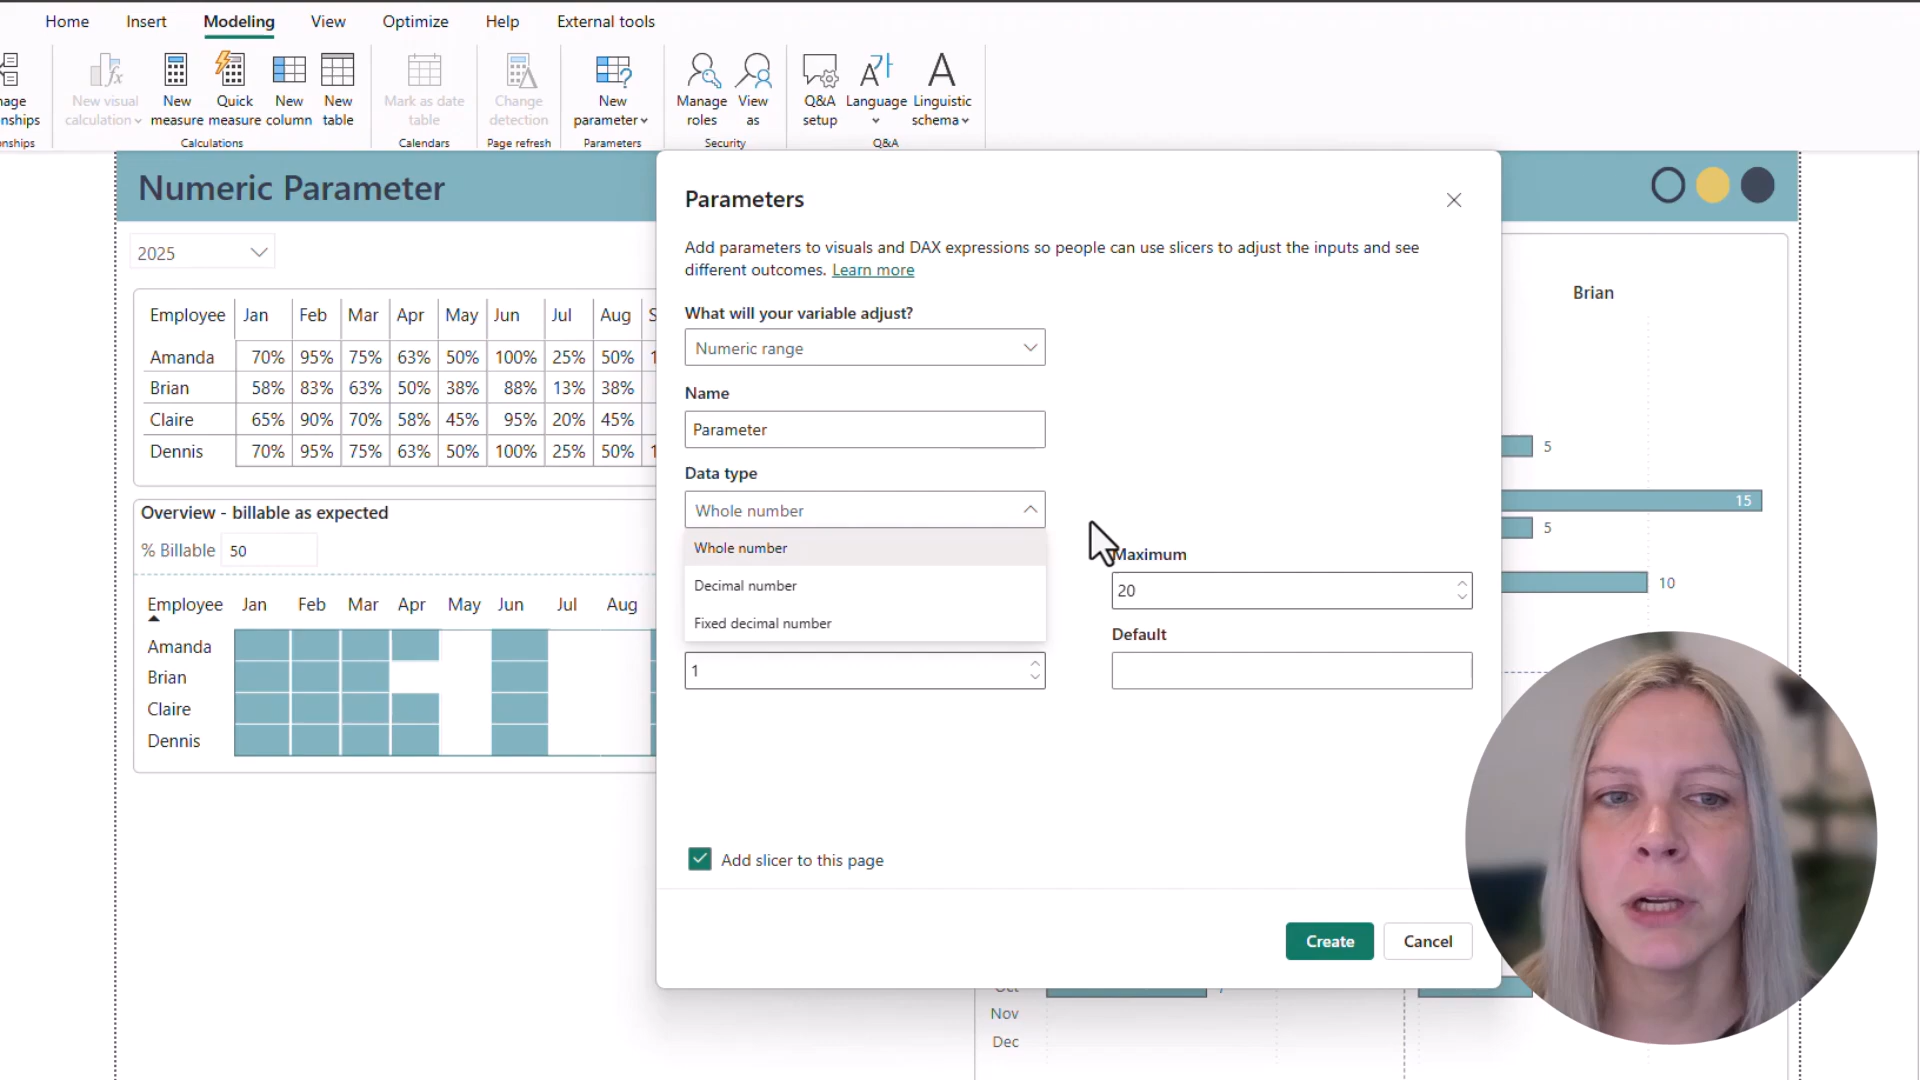 Home Insert Modeling View Optimize Help External tools
New visual calculation
New measure
Quick measure
New column
New table
Mark as date table
Change detection
New parameter
Manage roles
View as
Q&A setup
Language
Linguistic schema
Calculations
Calendars
Page refresh
Parameters
Security
Q&A
Numeric Parameter
2025
Employee Jan Feb Mar Apr May Jun Jul Aug
Amanda 70% 95% 75% 63% 50% 100% 25% 50%
Brian 58% 83% 63% 50% 38% 88% 13% 38%
Claire 65% 90% 70% 58% 45% 95% 20% 45%
Dennis 70% 95% 75% 63% 50% 100% 25% 50%
Overview - billable as expected
% Billable 50
Employee Jan Feb Mar Apr May Jun Jul Aug
Amanda
Brian
Claire
Dennis
Parameters
Add parameters to visuals and DAX expressions so people can use slicers to adjust the inputs and see
different outcomes. Learn more
What will your variable adjust?
Numeric range
Name
Parameter
Data type
Whole number
Whole number
Decimal number
Fixed decimal number
Maximum
20
Default
1
Add slicer to this page
Create Cancel
Brian
5
15
5
10
Nov
Dec